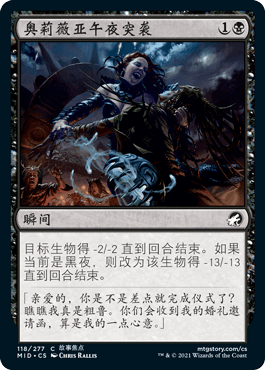 奥莉薇亚午夜突袭 1
瞬间
目标生物得 -2/-2 直到回合结束。如果
当前是黑夜，则改为该生物得 -13/-13
直到回合结束。
「亲爱的，你是不是差点就完成仪式了？
瞧瞧我真是粗鲁。你们会收到我的婚礼邀
请函，算是我的一点心意。」
118/277 C 故事焦点
MID • CS CHRIS RALLIS
mtgstory.com/cs
™ & © 2021 Wizards of the Coast